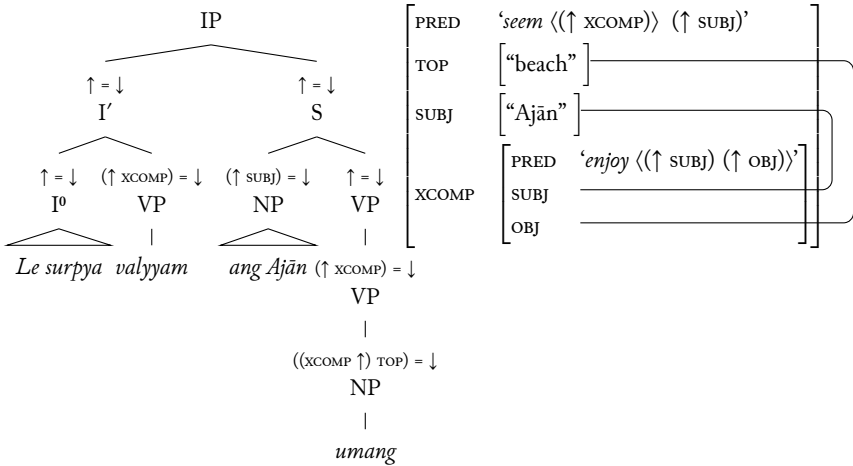 IP
↑ = ↓
↑ = ↓
I′
S
↑ = ↓
(↑ XCOMP) = ↓
(↑ SUBJ) = ↓
↑ = ↓
I⁰
VP
NP
VP
Le surpya
valyyam
ang Ajān
(↑ XCOMP) = ↓
VP
((XCOMP ↑) TOP) = ↓
NP
umang
PRED ‘seem ⟨(↑ XCOMP)⟩ (↑ SUBJ)’
TOP [“beach”]
SUBJ [“Ajān”]
XCOMP
PRED ‘enjoy ⟨(↑ SUBJ) (↑ OBJ)⟩’
SUBJ
OBJ